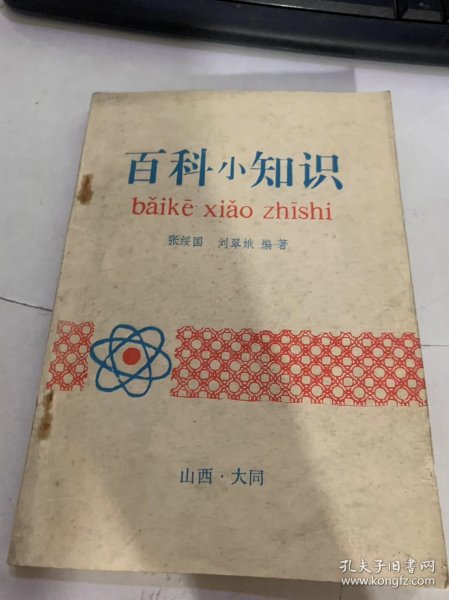 百科小知识
bǎikē xiǎo zhīshi
张绥国 刘翠娥 编著
山西·大同
孔夫子旧书网
www.kongfz.com